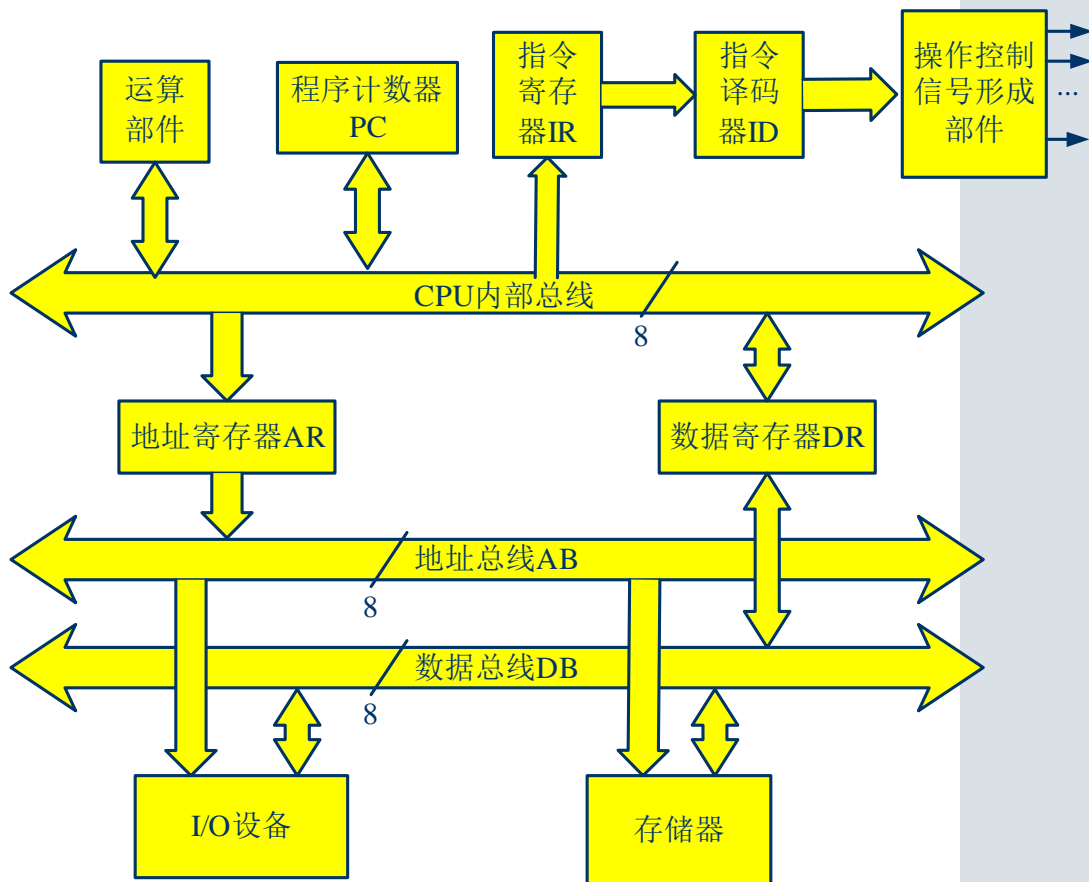 运算
部件
程序计数器
PC
指令
寄存
器IR
指令
译码
器ID
操作控制
信号形成
部件
...
CPU内部总线
8
地址寄存器AR
数据寄存器DR
地址总线AB
8
数据总线DB
8
I/O设备
存储器